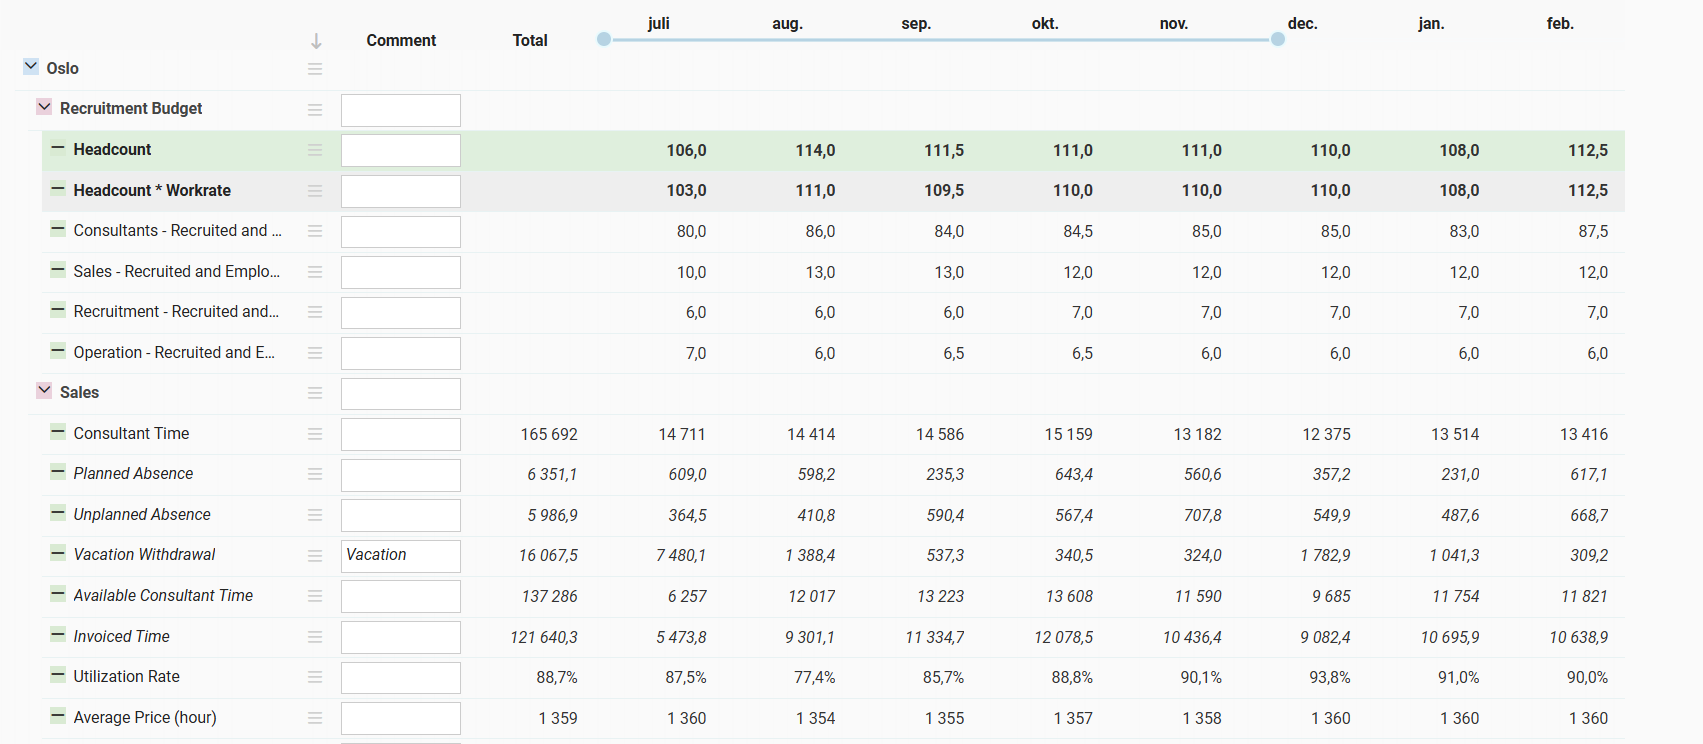 juli aug. sep. okt. nov. dec. jan. feb.
Comment Total
Oslo
Recruitment Budget
Headcount 106,0 114,0 111,5 111,0 111,0 110,0 108,0 112,5
Headcount * Workrate 103,0 111,0 109,5 110,0 110,0 110,0 108,0 112,5
Consultants - Recruited and ... 80,0 86,0 84,0 84,5 85,0 85,0 83,0 87,5
Sales - Recruited and Emplo... 10,0 13,0 13,0 12,0 12,0 12,0 12,0 12,0
Recruitment - Recruited and... 6,0 6,0 6,0 7,0 7,0 7,0 7,0 7,0
Operation - Recruited and E... 7,0 6,0 6,5 6,5 6,0 6,0 6,0 6,0
Sales
Consultant Time 165 692 14 711 14 414 14 586 15 159 13 182 12 375 13 514 13 416
Planned Absence 6 351,1 609,0 598,2 235,3 643,4 560,6 357,2 231,0 617,1
Unplanned Absence 5 986,9 364,5 410,8 590,4 567,4 707,8 549,9 487,6 668,7
Vacation Withdrawal Vacation 16 067,5 7 480,1 1 388,4 537,3 340,5 324,0 1 782,9 1 041,3 309,2
Available Consultant Time 137 286 6 257 12 017 13 223 13 608 11 590 9 685 11 754 11 821
Invoiced Time 121 640,3 5 473,8 9 301,1 11 334,7 12 078,5 10 436,4 9 082,4 10 695,9 10 638,9
Utilization Rate 88,7% 87,5% 77,4% 85,7% 88,8% 90,1% 93,8% 91,0% 90,0%
Average Price (hour) 1 359 1 360 1 354 1 355 1 357 1 358 1 360 1 360 1 360